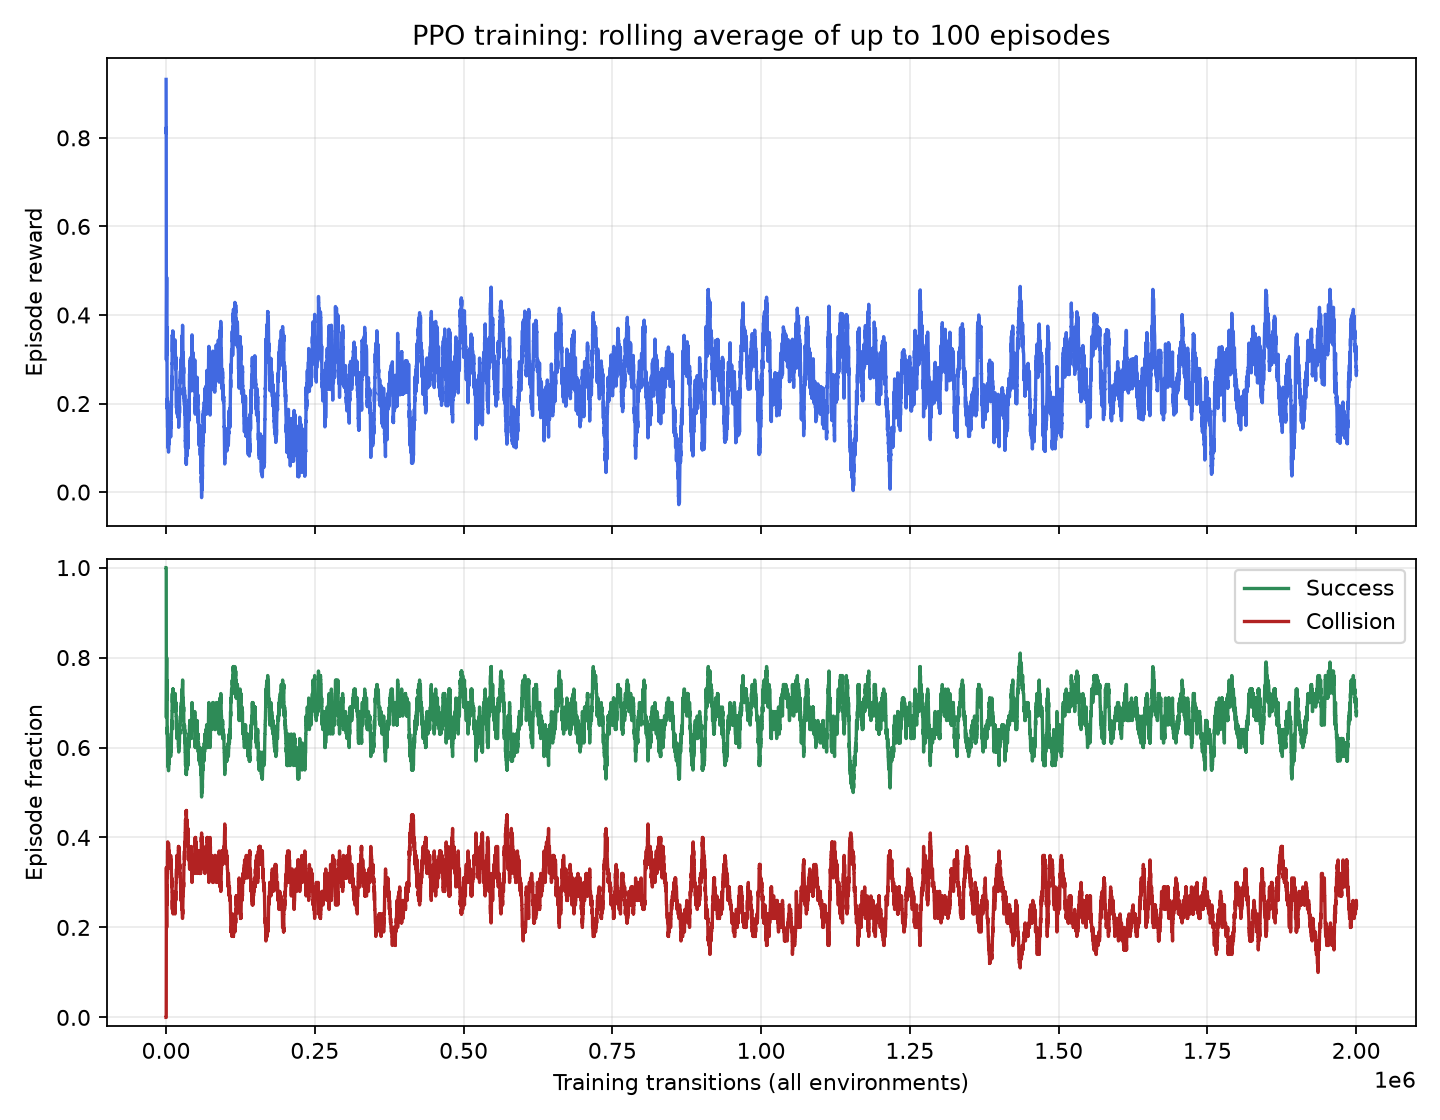 PPO training: rolling average of up to 100 episodes
Episode reward
0.8
0.6
0.4
0.2
0.0
Episode fraction
1.0
0.8
0.6
0.4
0.2
0.0
Success
Collision
0.00 0.25 0.50 0.75 1.00 1.25 1.50 1.75 2.00
1e6
Training transitions (all environments)